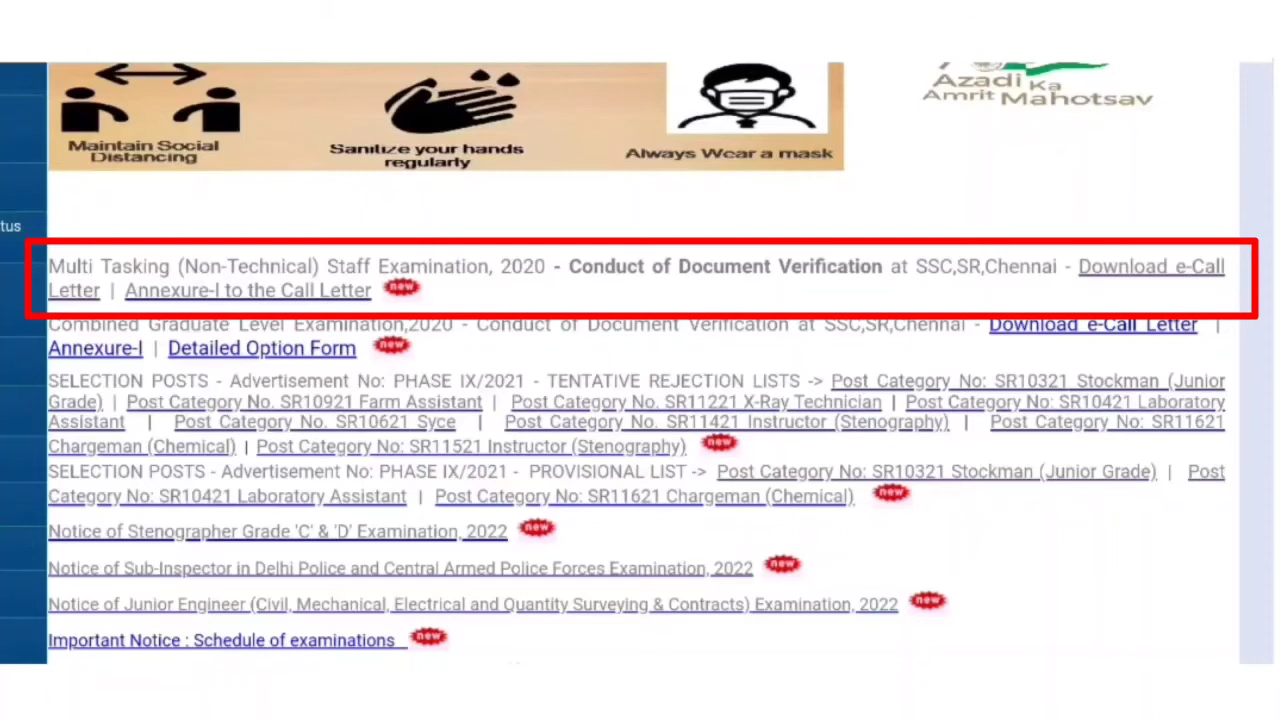 Azadi Ka
Amrit Mahotsav
Maintain Social
Distancing
Sanitize your hands
regularly
Always Wear a mask
tus
Multi Tasking (Non-Technical) Staff Examination, 2020 - Conduct of Document Verification at SSC,SR,Chennai - Download e-Call
Letter | Annexure-I to the Call Letter new
Combined Graduate Level Examination,2020 - Conduct of Document Verification at SSC,SR,Chennai - Download e-Call Letter |
Annexure-I | Detailed Option Form new
SELECTION POSTS - Advertisement No: PHASE IX/2021 - TENTATIVE REJECTION LISTS -> Post Category No: SR10321 Stockman (Junior
Grade) | Post Category No. SR10921 Farm Assistant | Post Category No. SR11221 X-Ray Technician | Post Category No: SR10421 Laboratory
Assistant | Post Category No. SR10621 Syce | Post Category No. SR11421 Instructor (Stenography) | Post Category No: SR11621
Chargeman (Chemical) | Post Category No: SR11521 Instructor (Stenography) new
SELECTION POSTS - Advertisement No: PHASE IX/2021 - PROVISIONAL LIST -> Post Category No: SR10321 Stockman (Junior Grade) | Post
Category No: SR10421 Laboratory Assistant | Post Category No: SR11621 Chargeman (Chemical) new
Notice of Stenographer Grade 'C' & 'D' Examination, 2022 new
Notice of Sub-Inspector in Delhi Police and Central Armed Police Forces Examination, 2022 new
Notice of Junior Engineer (Civil, Mechanical, Electrical and Quantity Surveying & Contracts) Examination, 2022 new
Important Notice : Schedule of examinations new